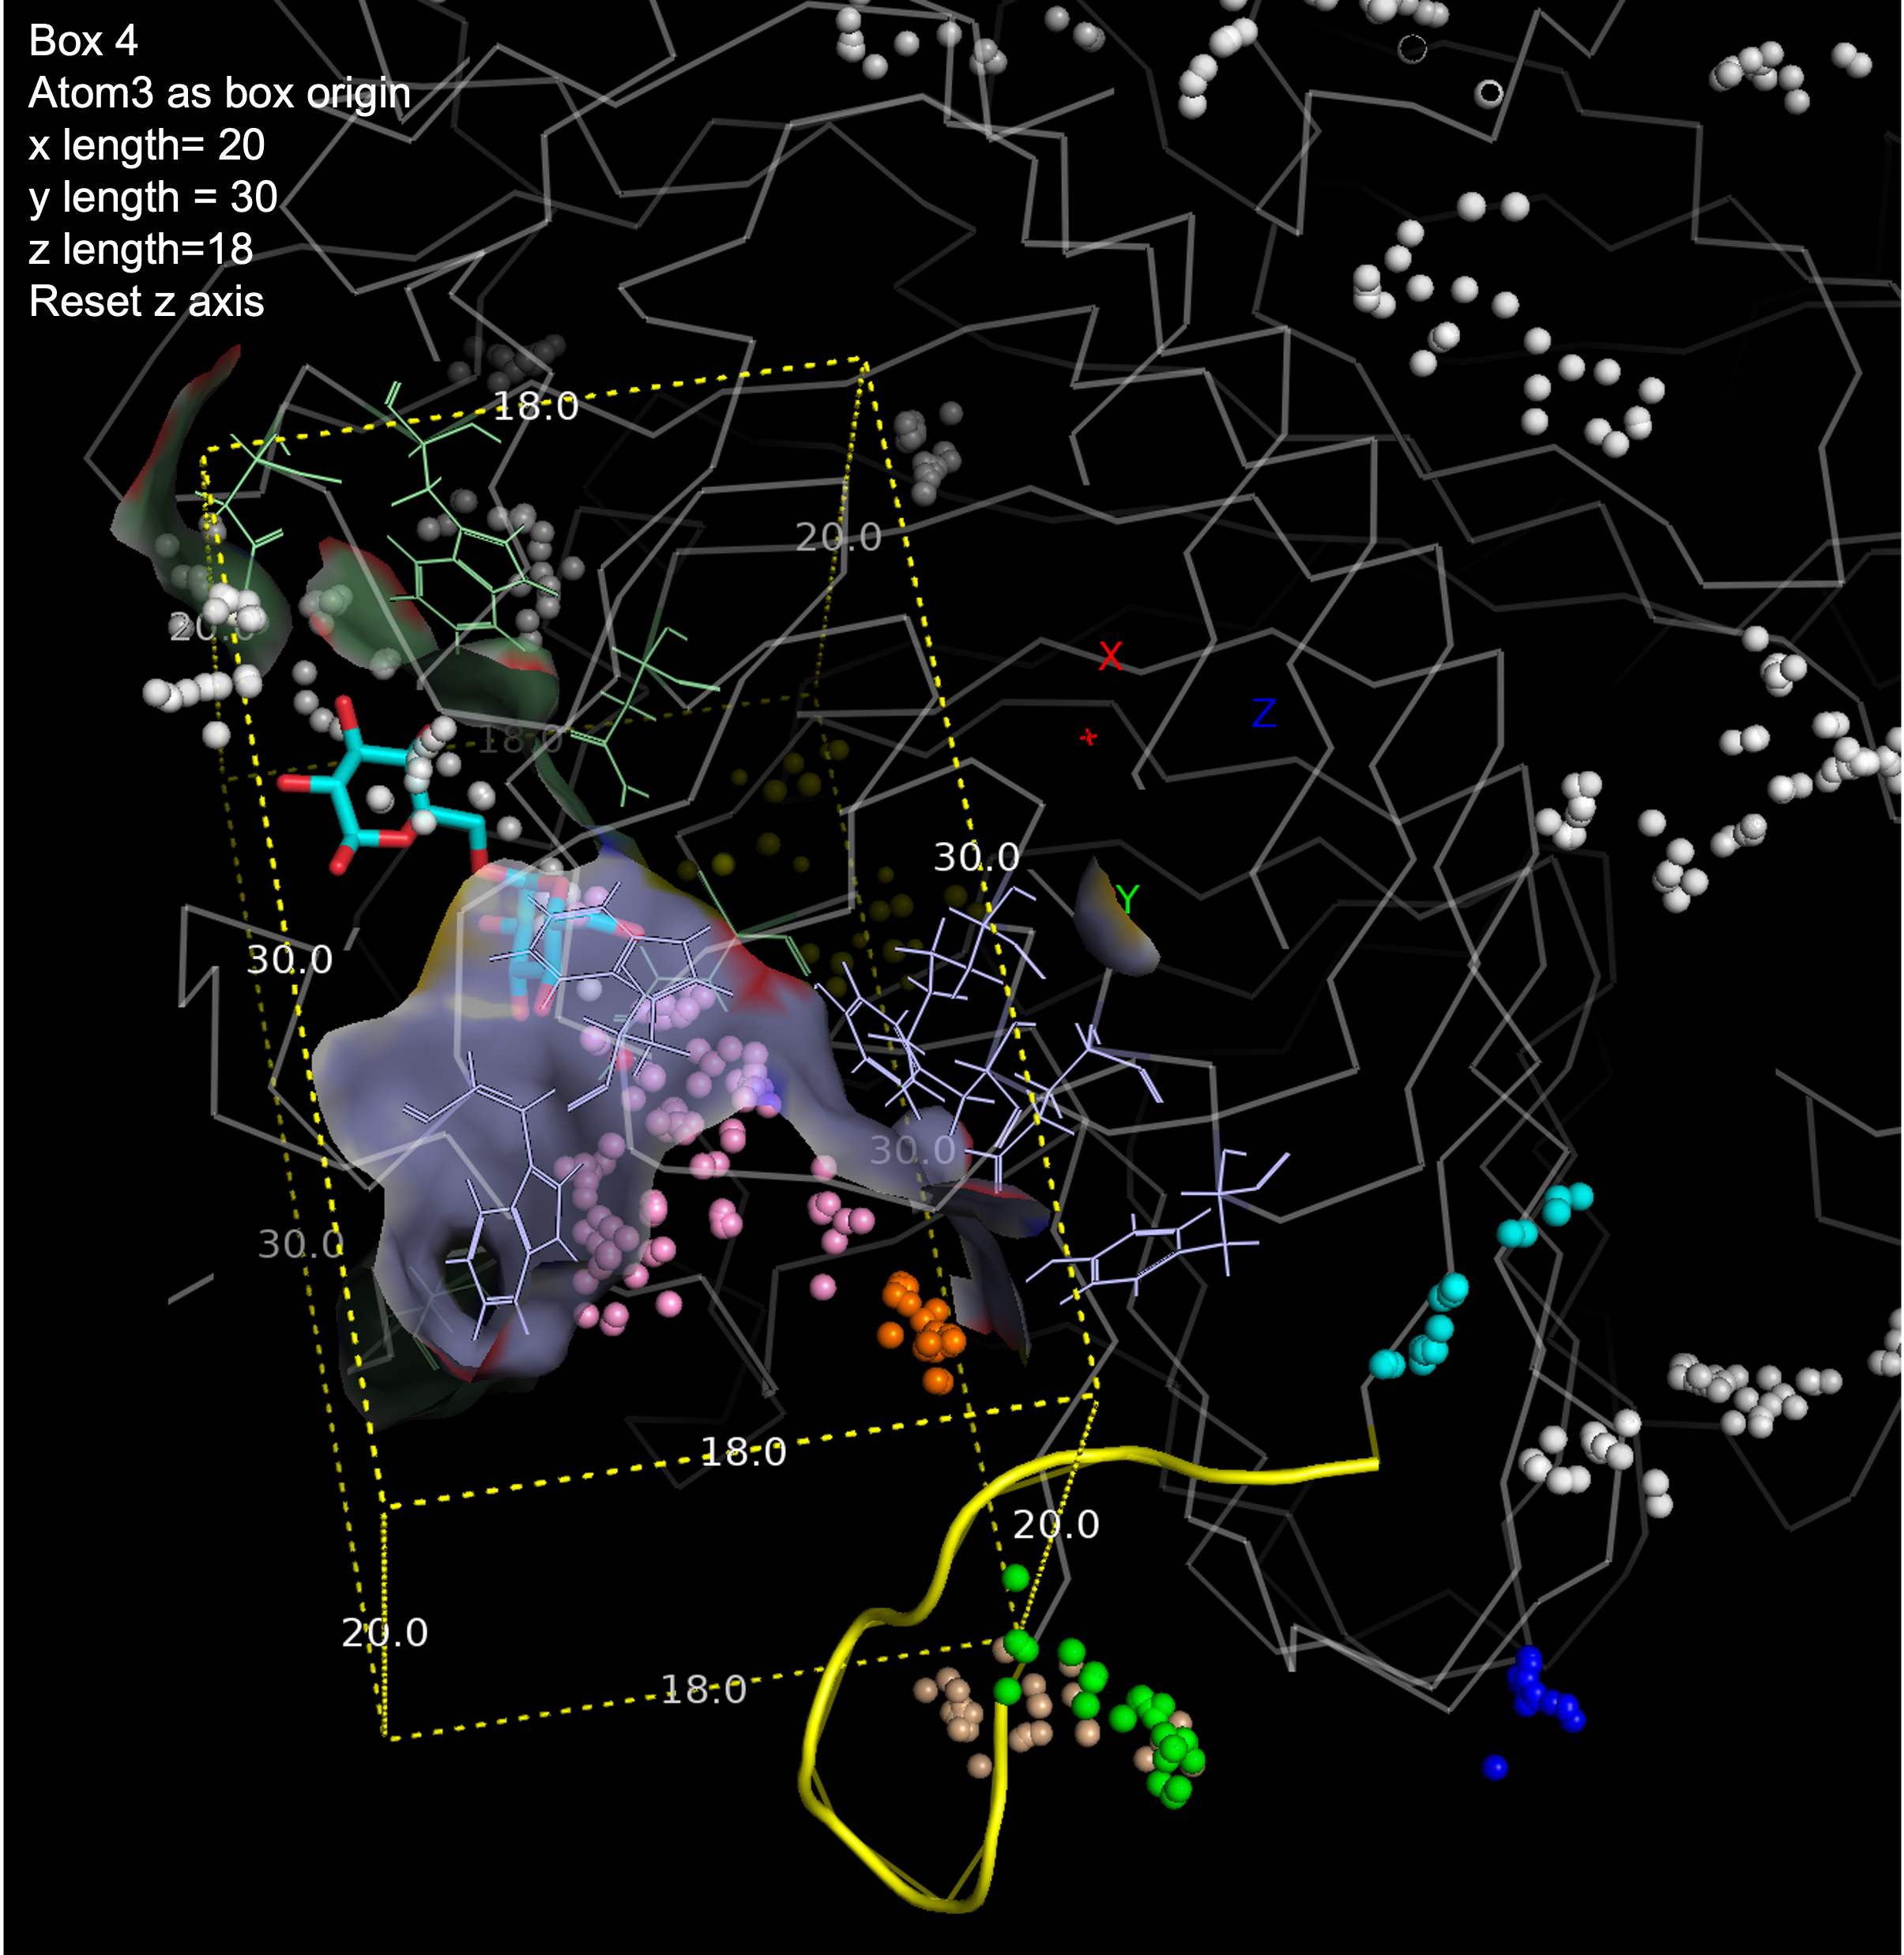 Box 4
Atom3 as box origin
x length= 20
y length = 30
z length=18
Reset z axis
18.0
20.0
20.0
X
Z
18.0
30.0
Y
30.0
30.0
30.0
18.0
20.0
20.0
18.0